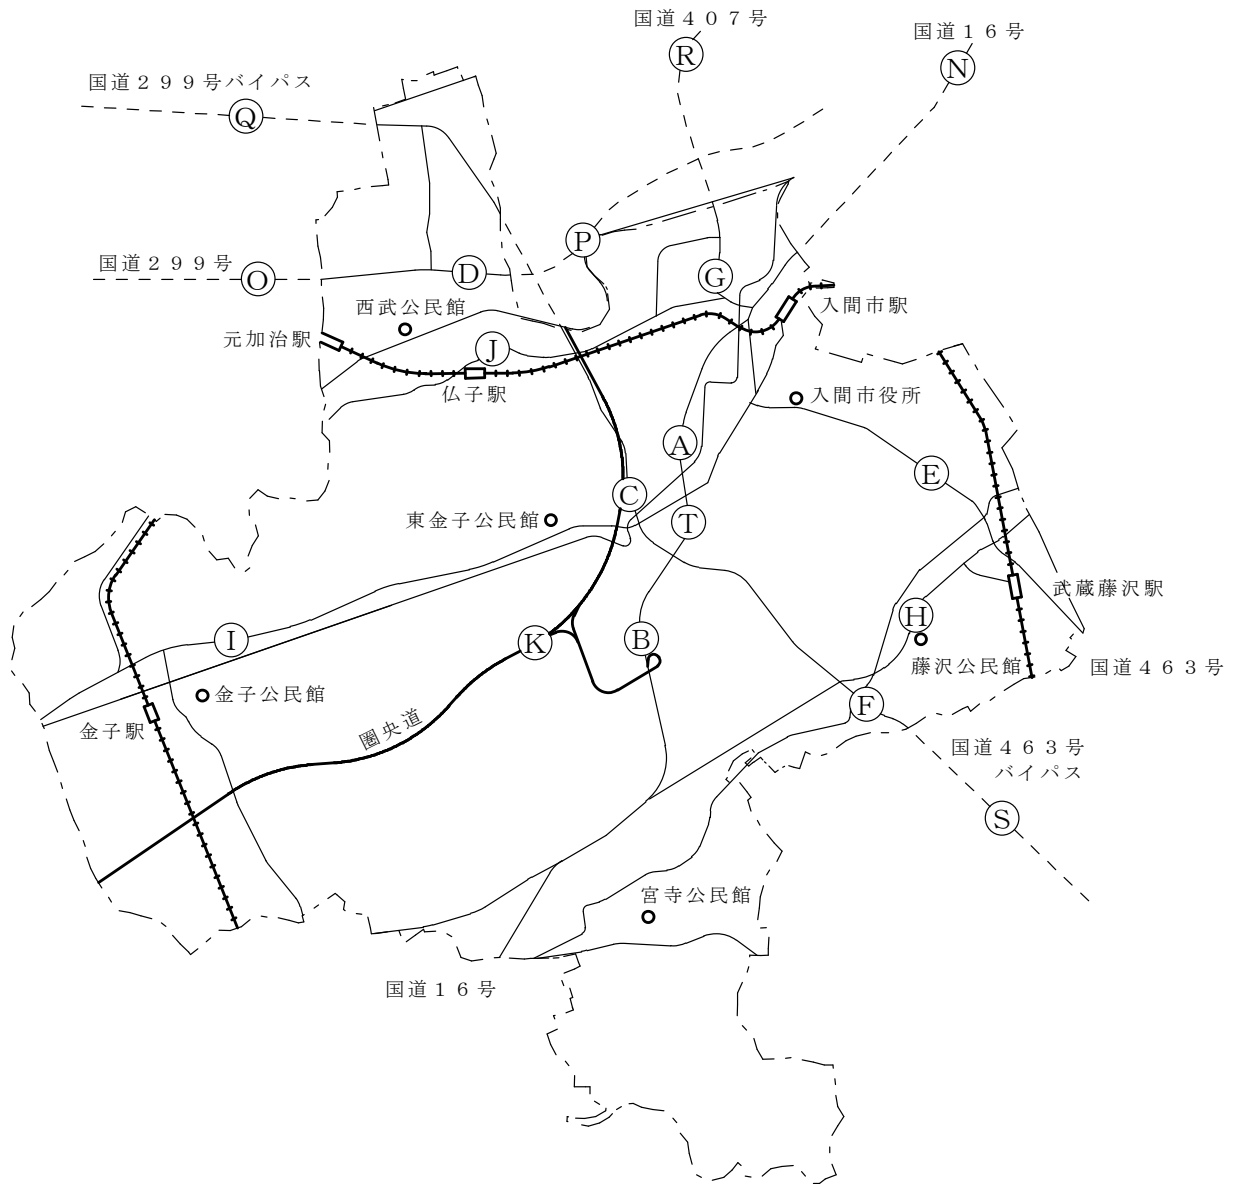 国道４０７号
国道１６号
R
N
国道２９９号バイパス
Q
P
国道２９９号
O
D
G
西武公民館
入間市駅
元加治駅
J
仏子駅
入間市役所
A
E
C
東金子公民館
T
武蔵藤沢駅
H
I
K
B
藤沢公民館
国道４６３号
金子公民館
F
金子駅
圏央道
国道４６３号
バイパス
S
宮寺公民館
国道１６号